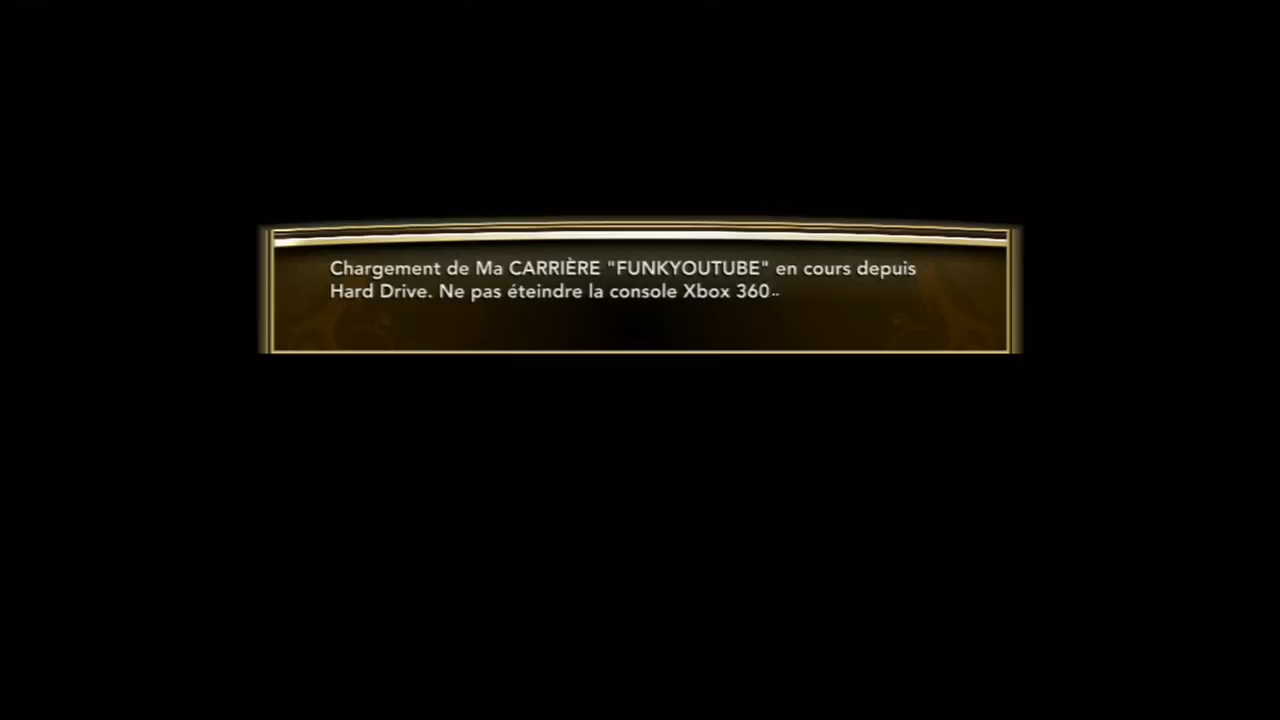 Chargement de Ma CARRIÈRE "FUNKYOUTUBE" en cours depuis
Hard Drive. Ne pas éteindre la console Xbox 360..